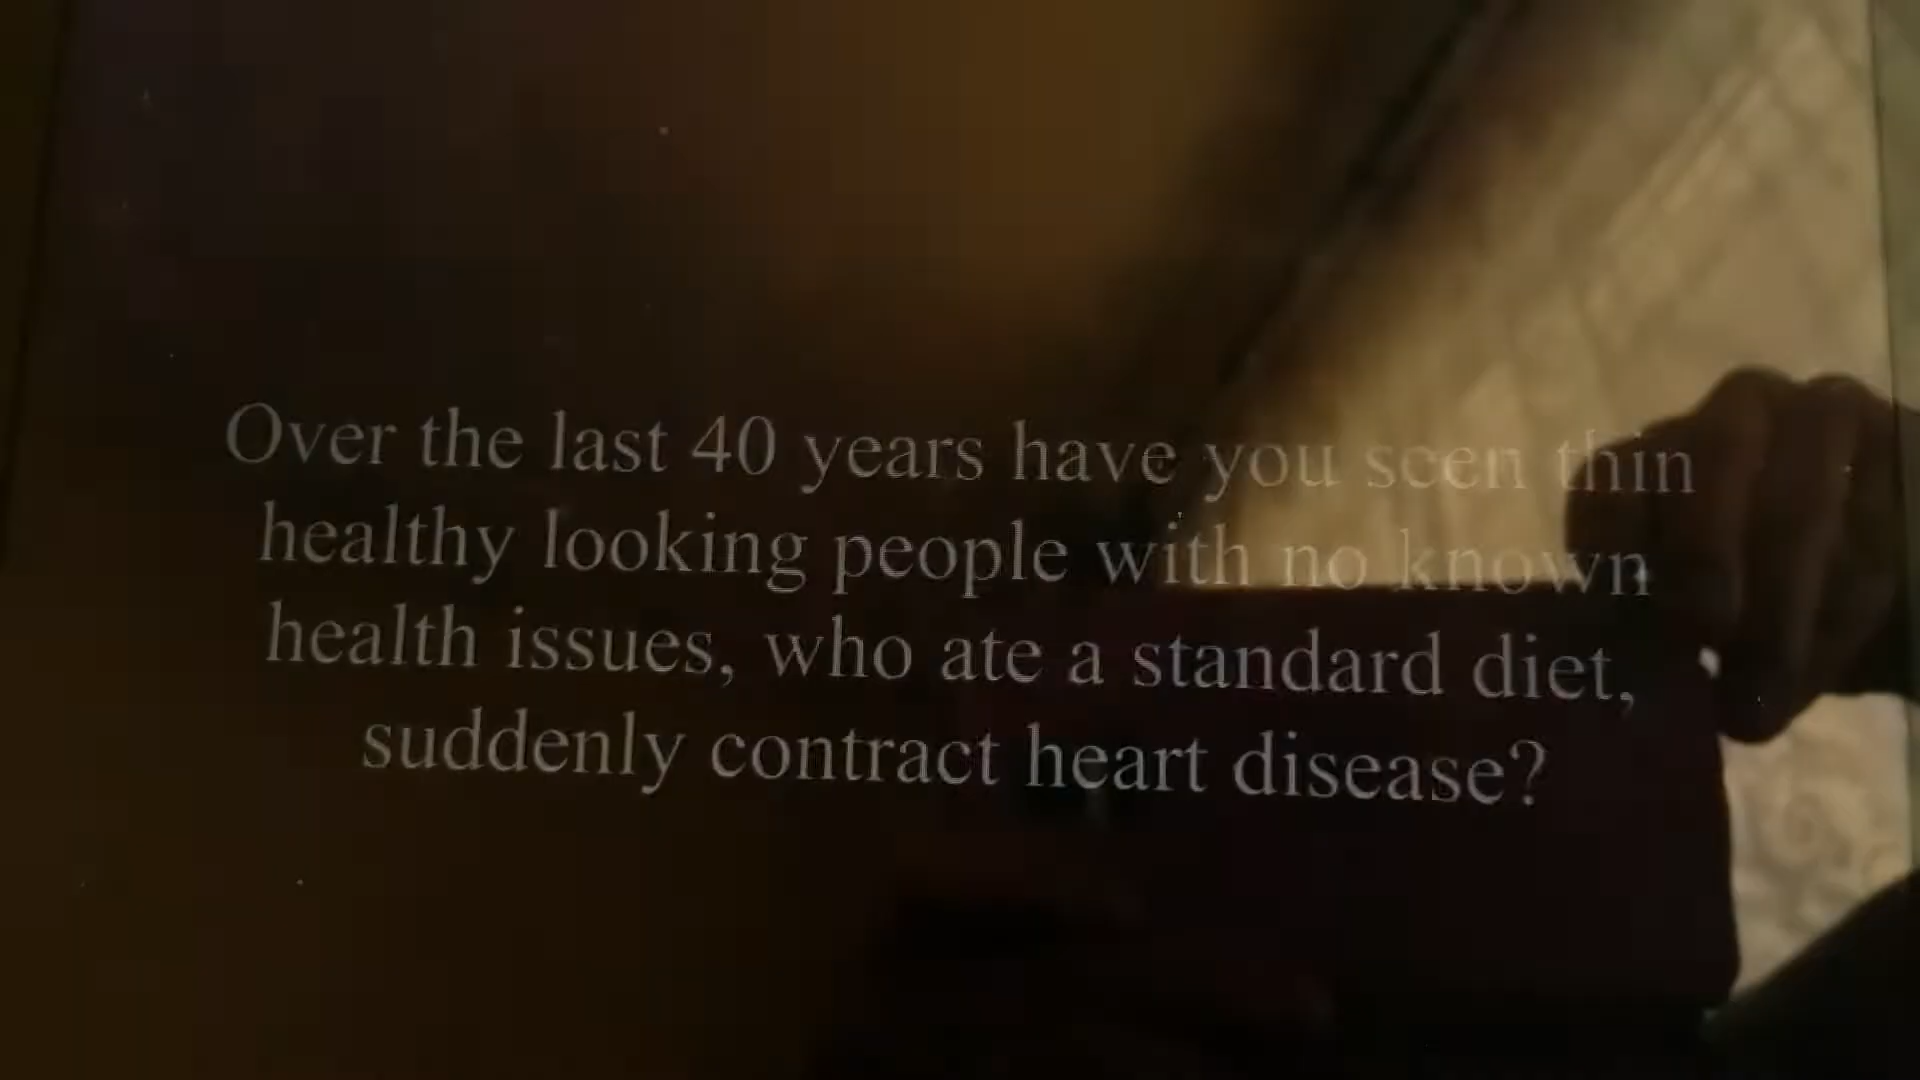 Over the last 40 years have you seen thin
healthy looking people with no known
health issues, who ate a standard diet,
suddenly contract heart disease?